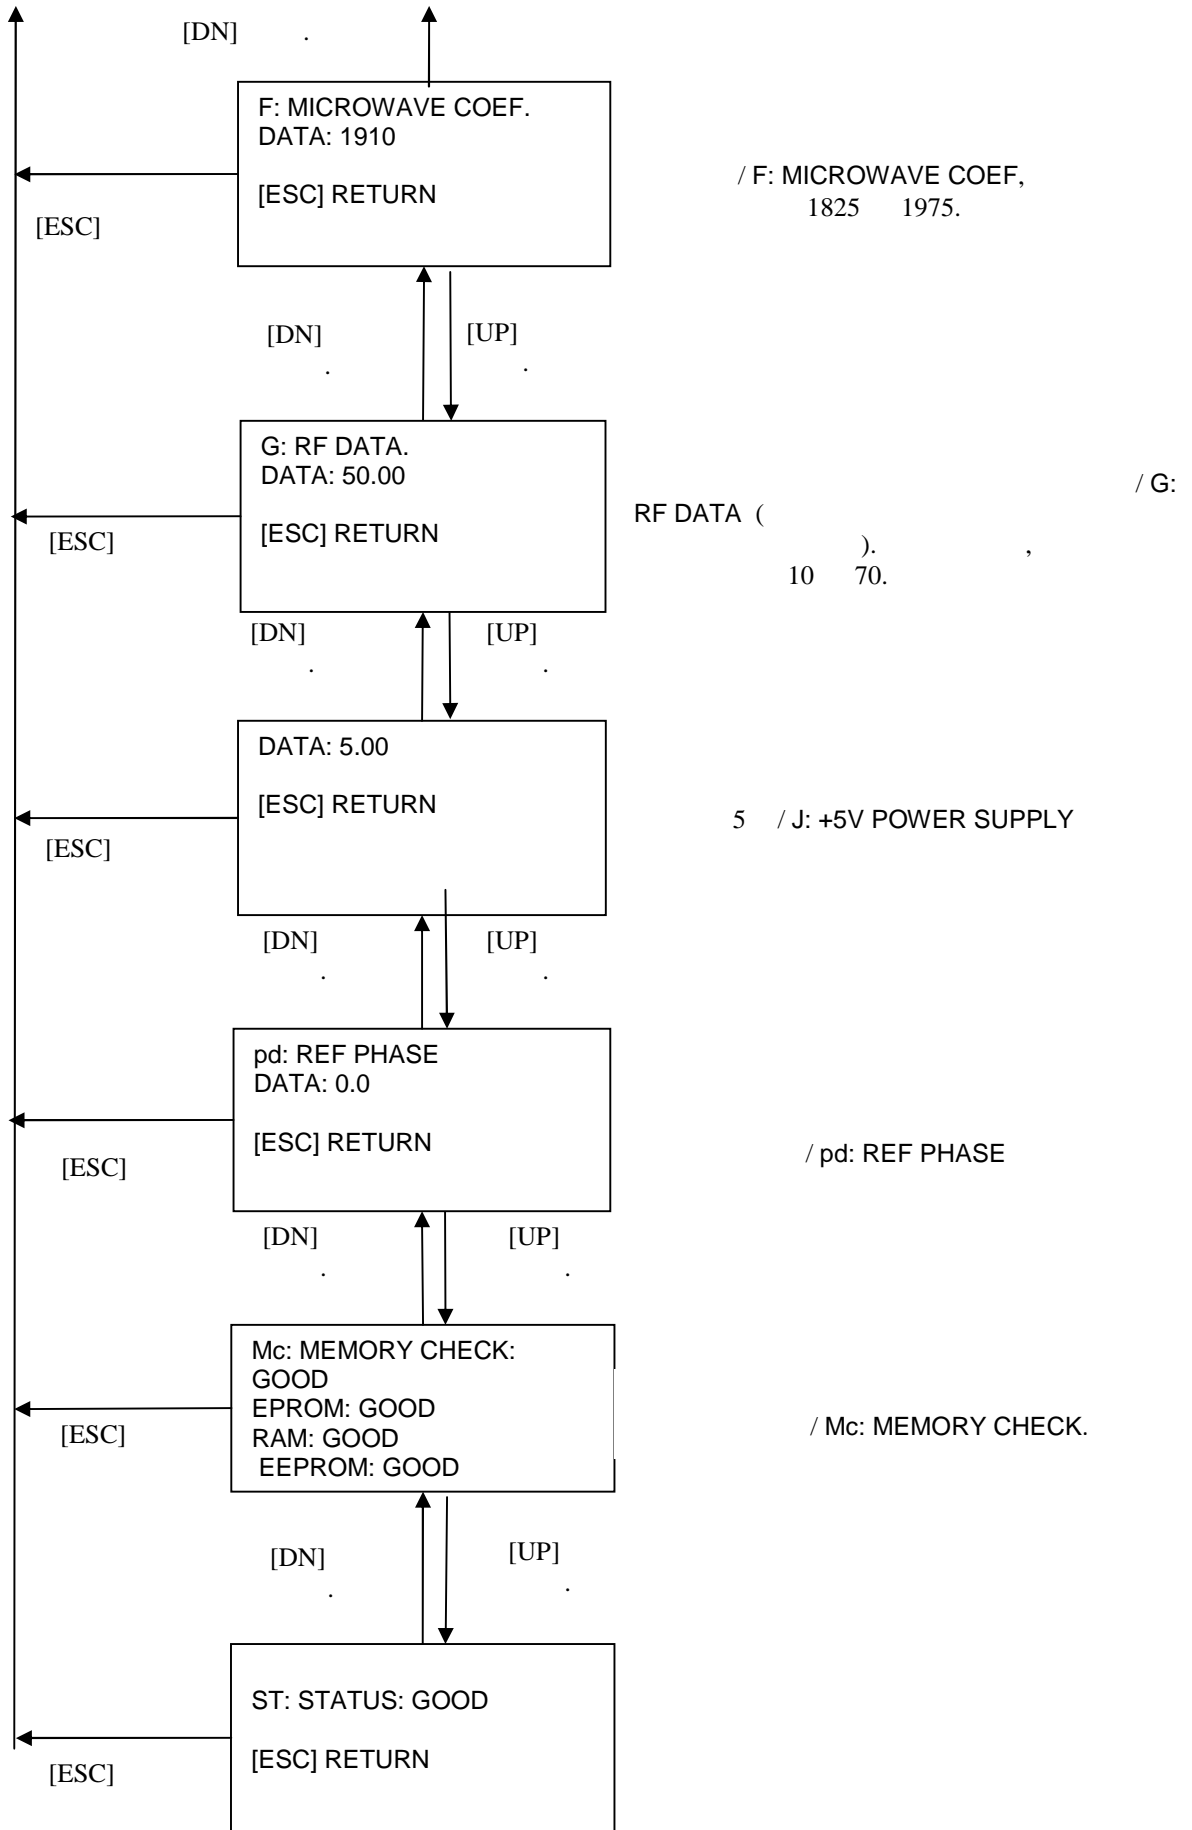 [DN] .
F: MICROWAVE COEF.
DATA: 1910
[ESC] RETURN
[ESC]
/ F: MICROWAVE COEF,
1825 1975.
[DN] [UP]
. .
G: RF DATA.
DATA: 50.00
[ESC] RETURN
[ESC]
/ G:
RF DATA (
). ,
10 70.
[DN] [UP]
. .
DATA: 5.00
[ESC] RETURN
[ESC]
5 / J: +5V POWER SUPPLY
[DN] [UP]
. .
pd: REF PHASE
DATA: 0.0
[ESC] RETURN
[ESC]
/ pd: REF PHASE
[DN] [UP]
. .
Mc: MEMORY CHECK:
GOOD
EPROM: GOOD
RAM: GOOD
EEPROM: GOOD
[ESC]
/ Mc: MEMORY CHECK.
[DN] [UP]
. .
ST: STATUS: GOOD
[ESC] RETURN
[ESC]